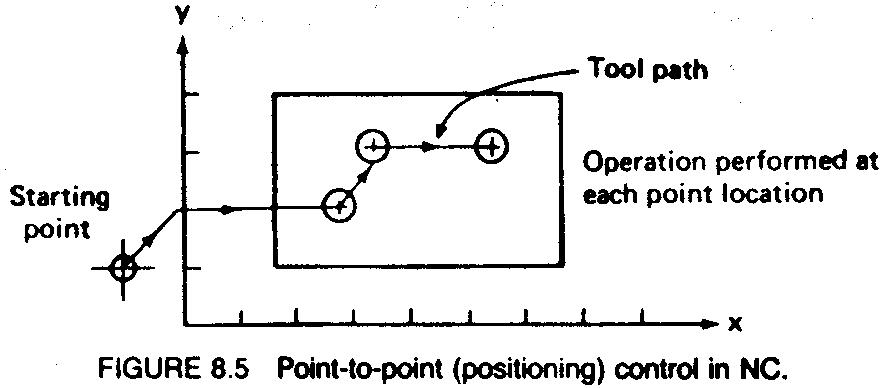 Y
Tool path
Operation performed at
each point location
Starting
point
x
FIGURE 8.5 Point-to-point (positioning) control in NC.